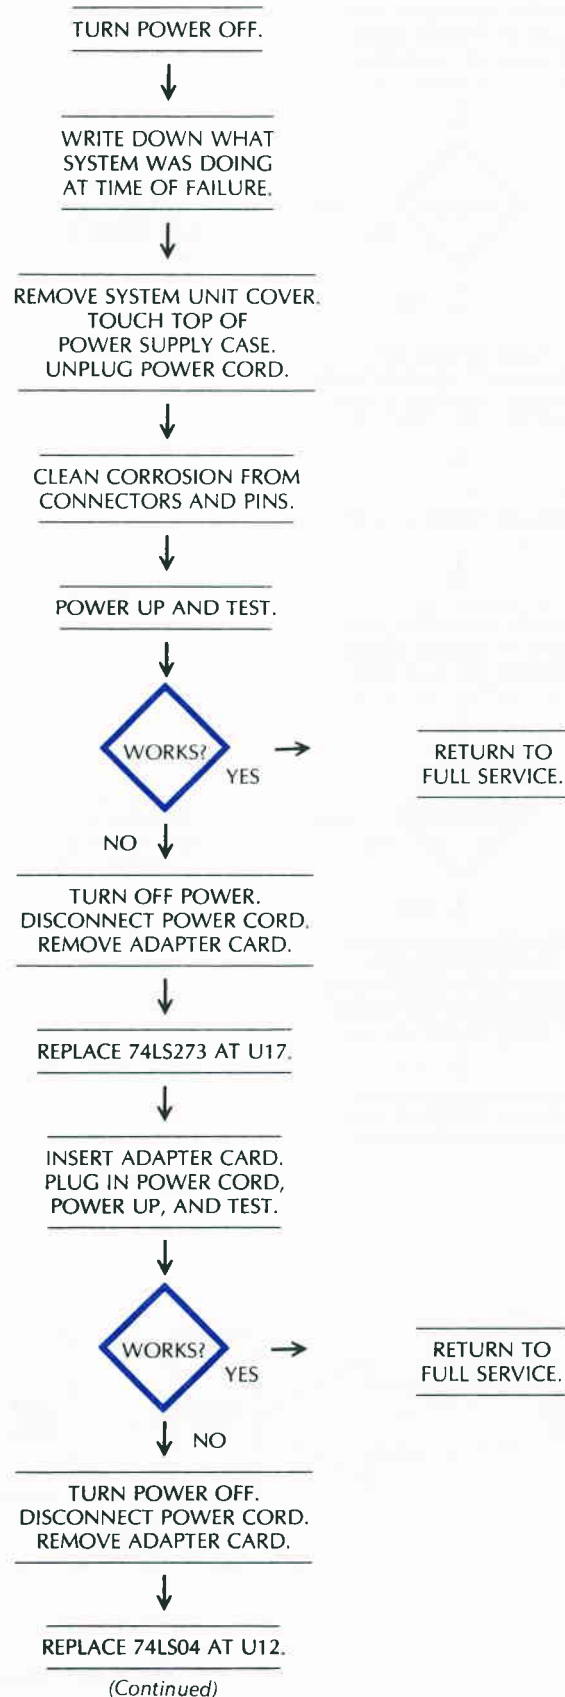 TURN POWER OFF.
WRITE DOWN WHAT
SYSTEM WAS DOING
AT TIME OF FAILURE.
REMOVE SYSTEM UNIT COVER.
TOUCH TOP OF
POWER SUPPLY CASE.
UNPLUG POWER CORD.
CLEAN CORROSION FROM
CONNECTORS AND PINS.
POWER UP AND TEST.
WORKS?
YES
RETURN TO
FULL SERVICE.
NO
TURN OFF POWER.
DISCONNECT POWER CORD.
REMOVE ADAPTER CARD.
REPLACE 74LS273 AT U17.
INSERT ADAPTER CARD.
PLUG IN POWER CORD,
POWER UP, AND TEST.
WORKS?
YES
RETURN TO
FULL SERVICE.
NO
TURN POWER OFF.
DISCONNECT POWER CORD.
REMOVE ADAPTER CARD.
REPLACE 74LS04 AT U12.
(Continued)